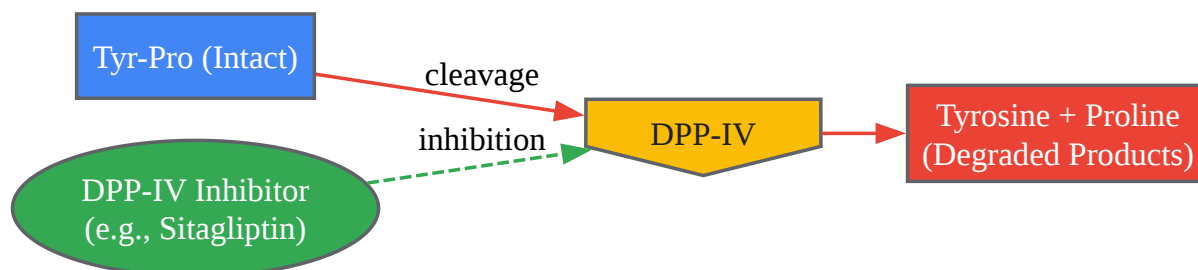 Tyr-Pro (Intact)
cleavage
inhibition
DPP-IV
Tyrosine + Proline
(Degraded Products)
DPP-IV Inhibitor
(e.g., Sitagliptin)